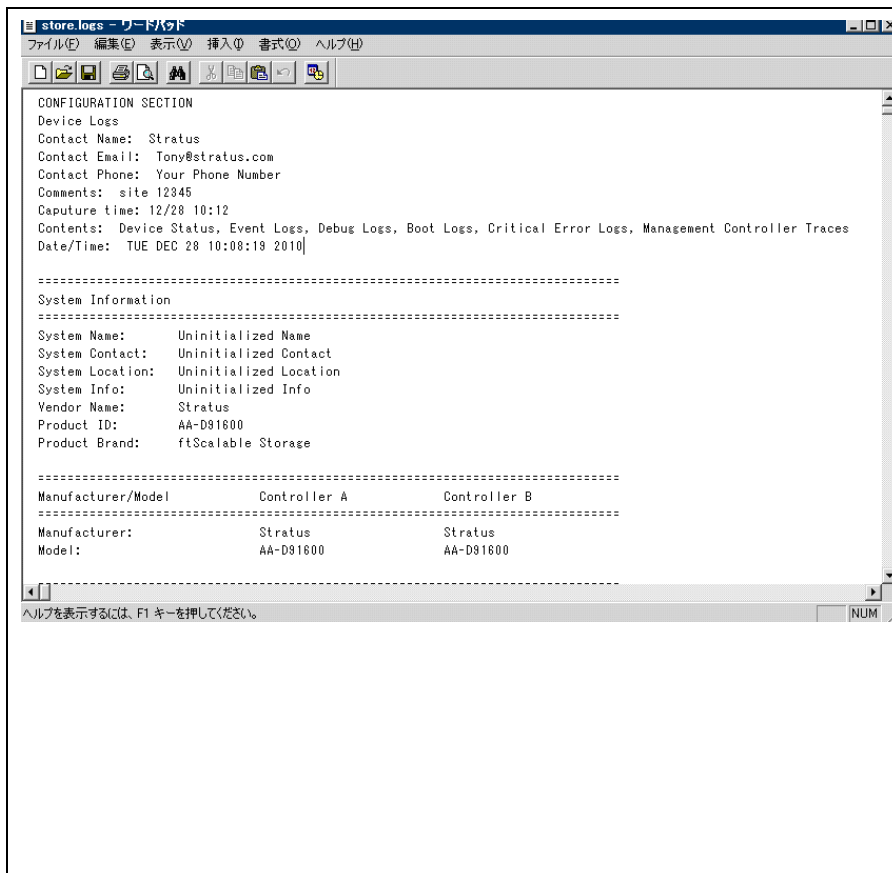 store.logs - ワードパッド
ファイル(F) 編集(E) 表示(V) 挿入(I) 書式(O) ヘルプ(H)
CONFIGURATION SECTION
Device Logs
Contact Name:  Stratus
Contact Email:  Tony@stratus.com
Contact Phone:  Your Phone Number
Comments:  site 12345
Caputure time: 12/28 10:12
Contents:  Device Status, Event Logs, Debug Logs, Boot Logs, Critical Error Logs, Management Controller Traces
Date/Time:  TUE DEC 28 10:08:19 2010
===============================================================================
System Information
===============================================================================
System Name:       Uninitialized Name
System Contact:    Uninitialized Contact
System Location:   Uninitialized Location
System Info:       Uninitialized Info
Vendor Name:       Stratus
Product ID:        AA-D91600
Product Brand:     ftScalable Storage
===============================================================================
Manufacturer/Model            Controller A             Controller B
===============================================================================
Manufacturer:                 Stratus                  Stratus
Model:                        AA-D91600                AA-D91600
ヘルプを表示するには、F1 キーを押してください。
NUM